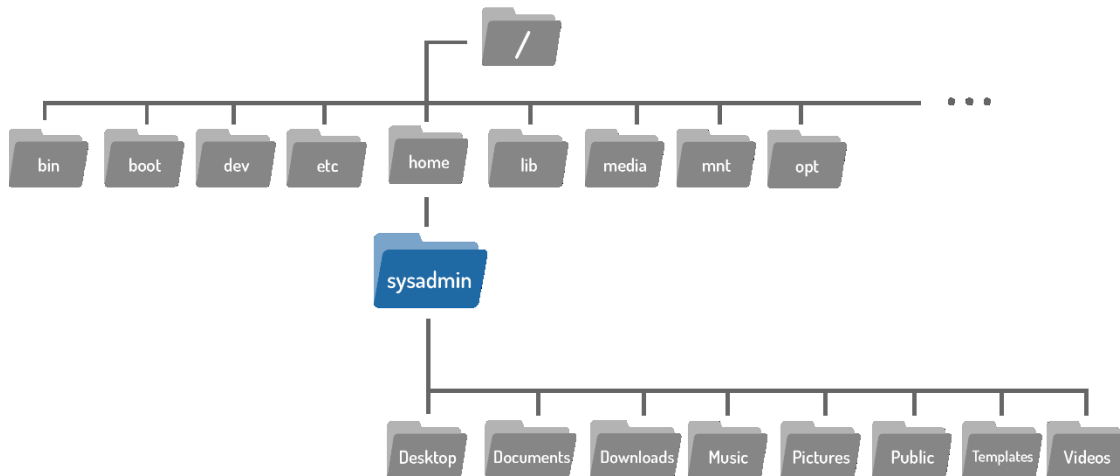 /
bin
boot
dev
etc
home
lib
media
mnt
opt
...
sysadmin
Desktop
Documents
Downloads
Music
Pictures
Public
Templates
Videos